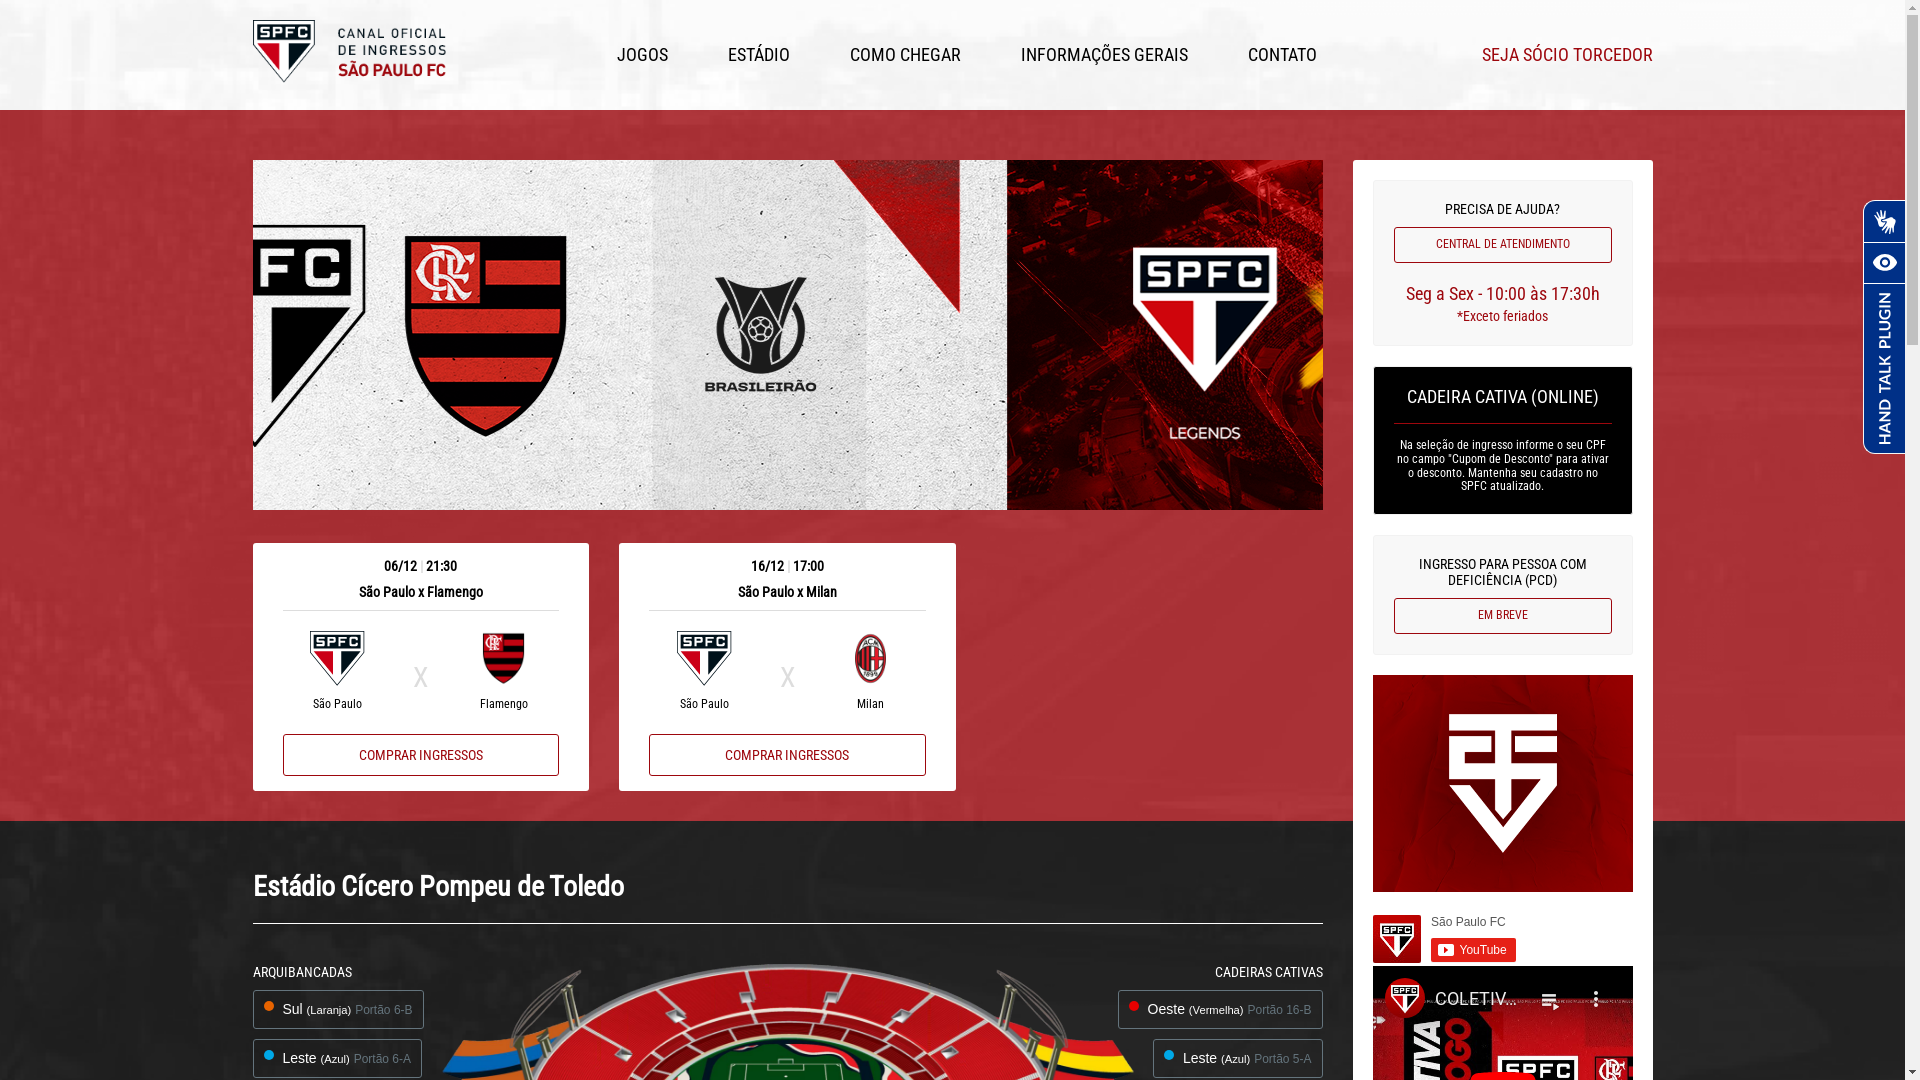 SPFC
CANAL OFICIAL
DE INGRESSOS
SÃO PAULO FC
JOGOS
ESTÁDIO
COMO CHEGAR
INFORMAÇÕES GERAIS
CONTATO
SEJA SÓCIO TORCEDOR
FC
CR
BRASILEIRÃO
SPFC
LEGENDS
PRECISA DE AJUDA?
CENTRAL DE ATENDIMENTO
Seg a Sex - 10:00 às 17:30h
*Exceto feriados
HAND TALK PLUGIN
CADEIRA CATIVA (ONLINE)
Na seleção de ingresso informe o seu CPF
no campo "Cupom de Desconto" para ativar
o desconto. Mantenha seu cadastro no
SPFC atualizado.
INGRESSO PARA PESSOA COM
DEFICIÊNCIA (PCD)
EM BREVE
06/12 | 21:30
São Paulo x Flamengo
SPFC
X
São Paulo
Flamengo
COMPRAR INGRESSOS
16/12 | 17:00
São Paulo x Milan
SPFC
X
São Paulo
Milan
COMPRAR INGRESSOS
Estádio Cícero Pompeu de Toledo
ARQUIBANCADAS
Sul (Laranja) Portão 6-B
Leste (Azul) Portão 6-A
CADEIRAS CATIVAS
Oeste (Vermelha) Portão 16-B
Leste (Azul) Portão 5-A
SPFC
São Paulo FC
YouTube
SPFC
COLETIV...
SPFC